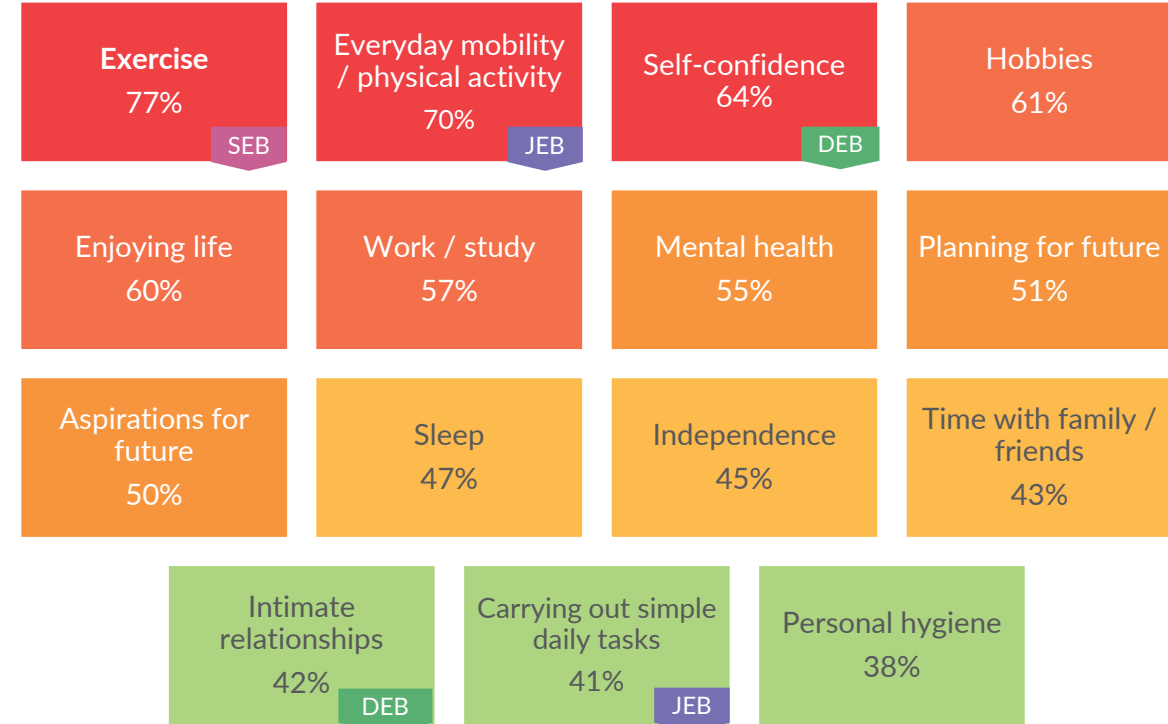 Exercise
77%
SEB
Everyday mobility
/ physical activity
70%
JEB
Self-confidence
64%
DEB
Hobbies
61%
Enjoying life
60%
Work / study
57%
Mental health
55%
Planning for future
51%
Aspirations for
future
50%
Sleep
47%
Independence
45%
Time with family /
friends
43%
Intimate
relationships
42%
DEB
Carrying out simple
daily tasks
41%
JEB
Personal hygiene
38%